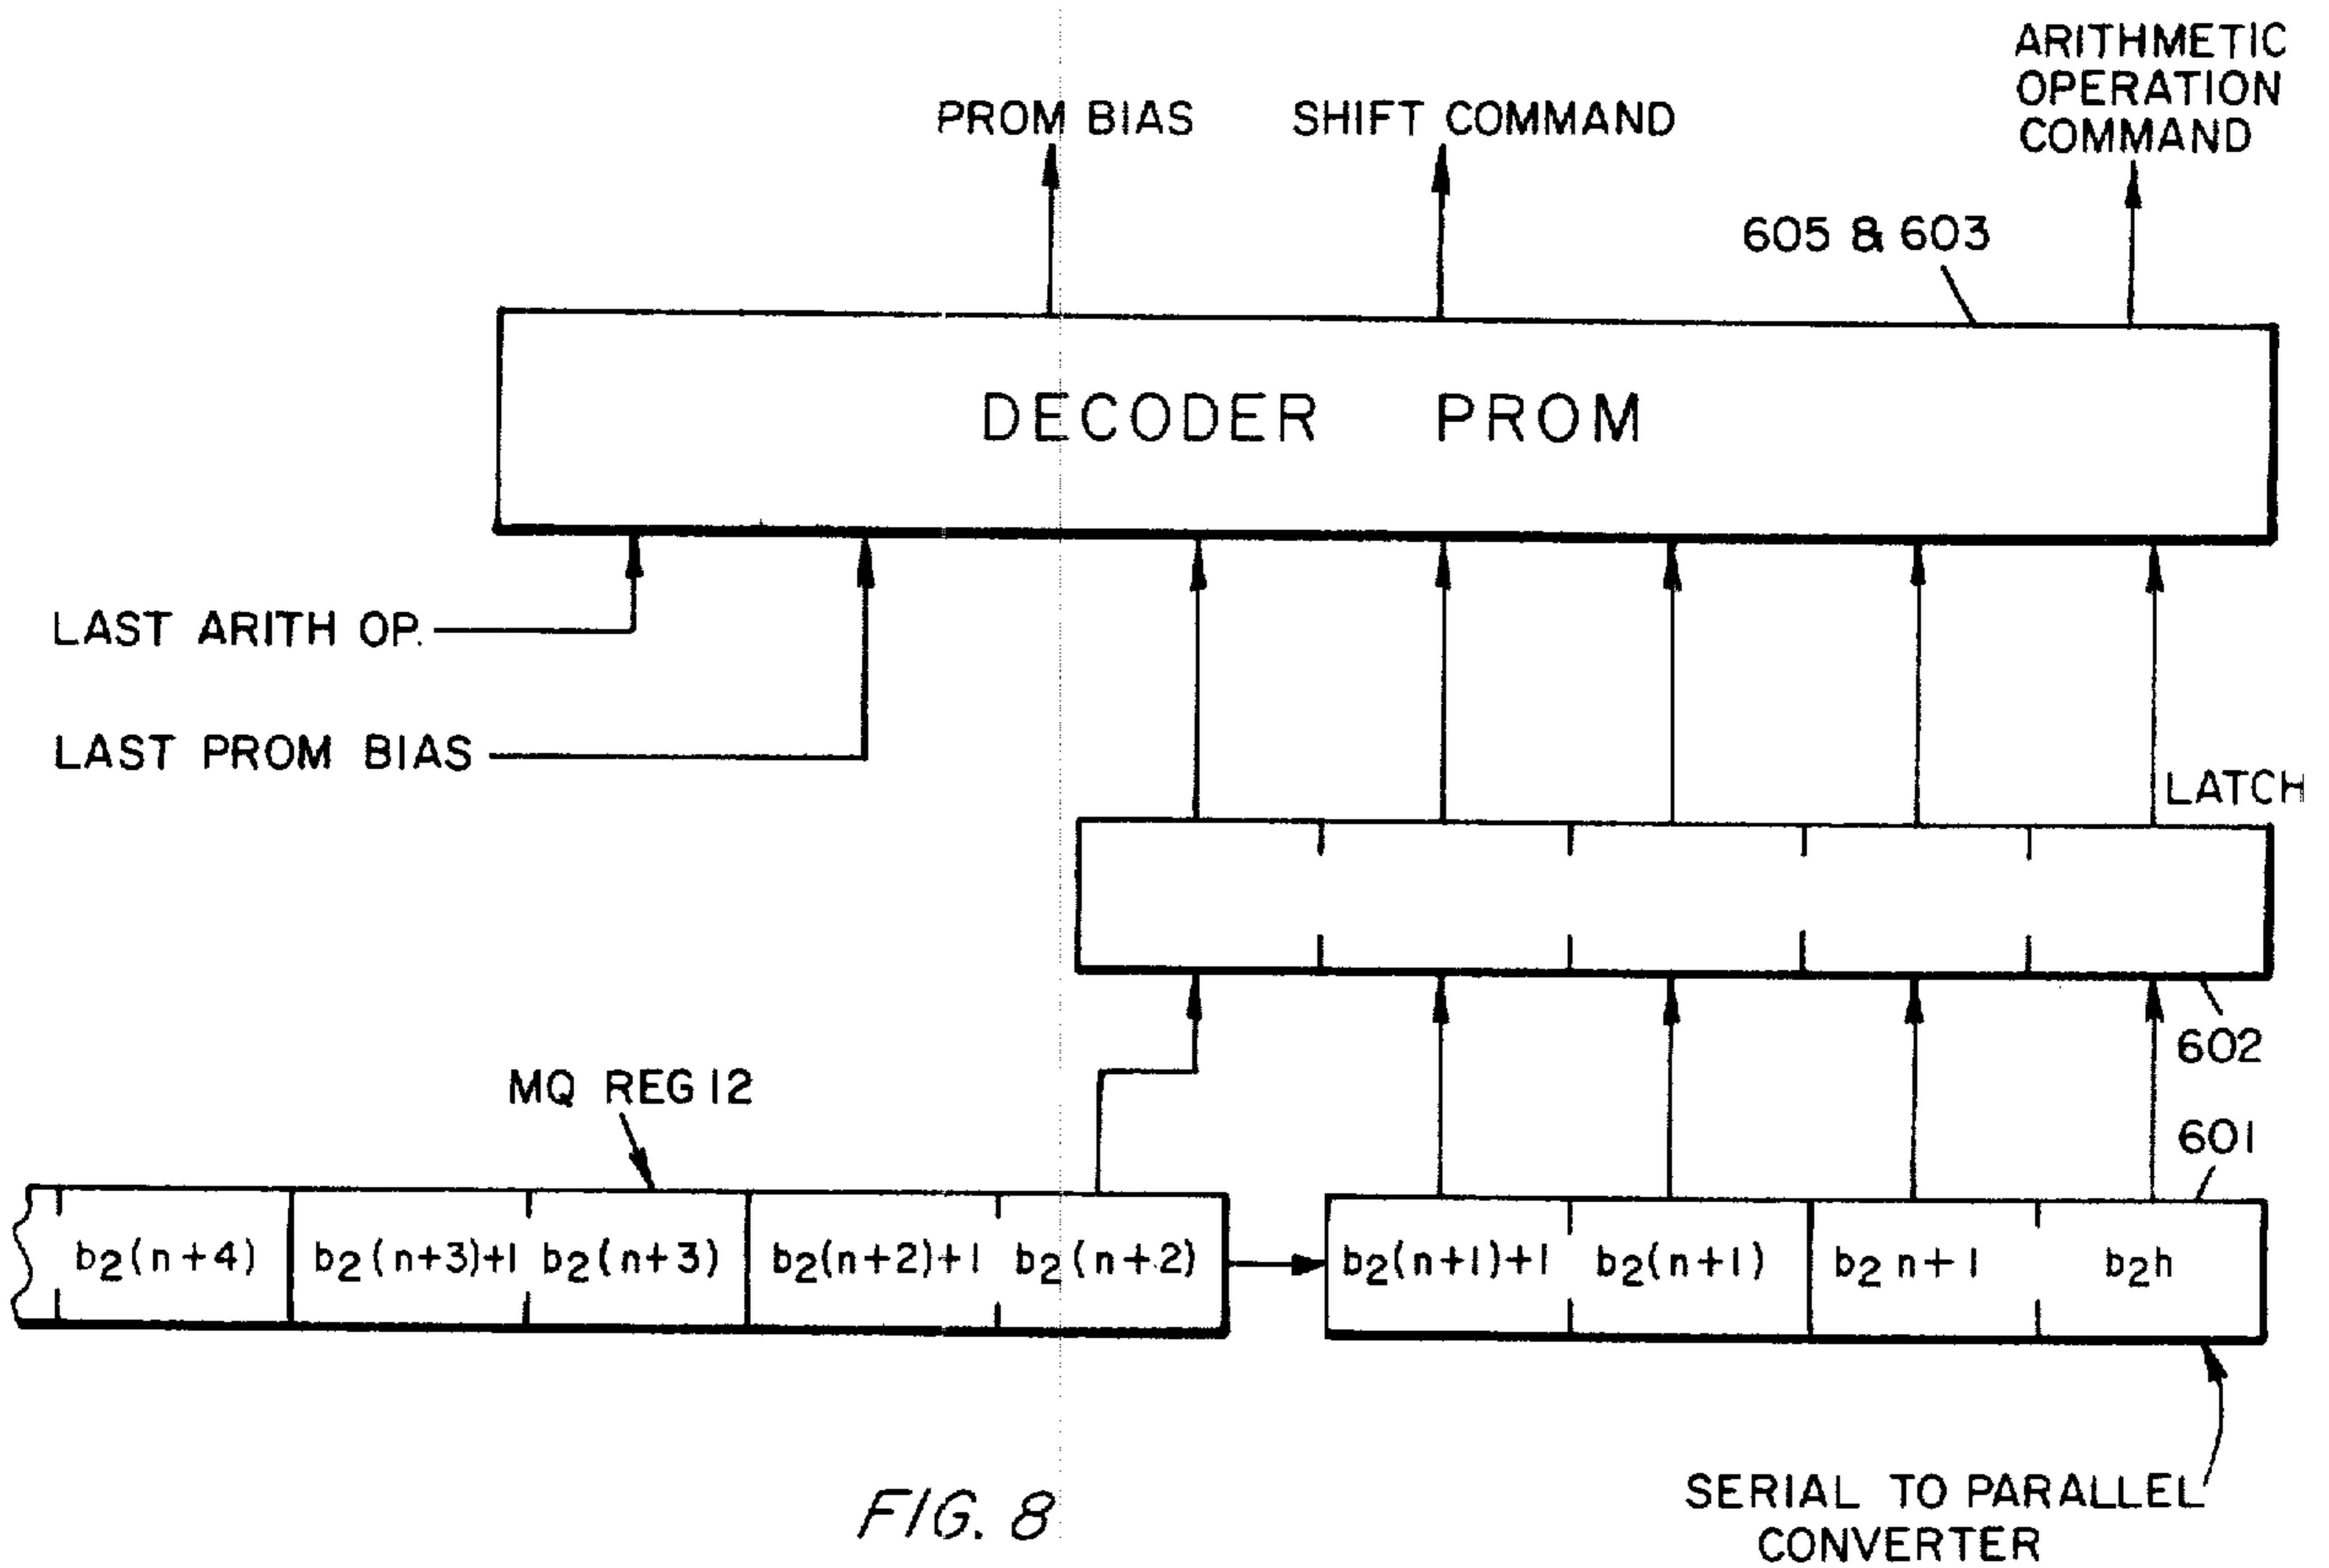 ARITHMETIC
OPERATION
COMMAND
PROM BIAS
SHIFT COMMAND
605 & 603
DECODER PROM
LAST ARITH OP.
LAST PROM BIAS
LATCH
602
MQ REG 12
601
b2(n+4)
b2(n+3)+1
b2(n+3)
b2(n+2)+1
b2(n+2)
b2(n+1)+1
b2(n+1)
b2n+1
b2h
SERIAL TO PARALLEL
CONVERTER
FIG. 8